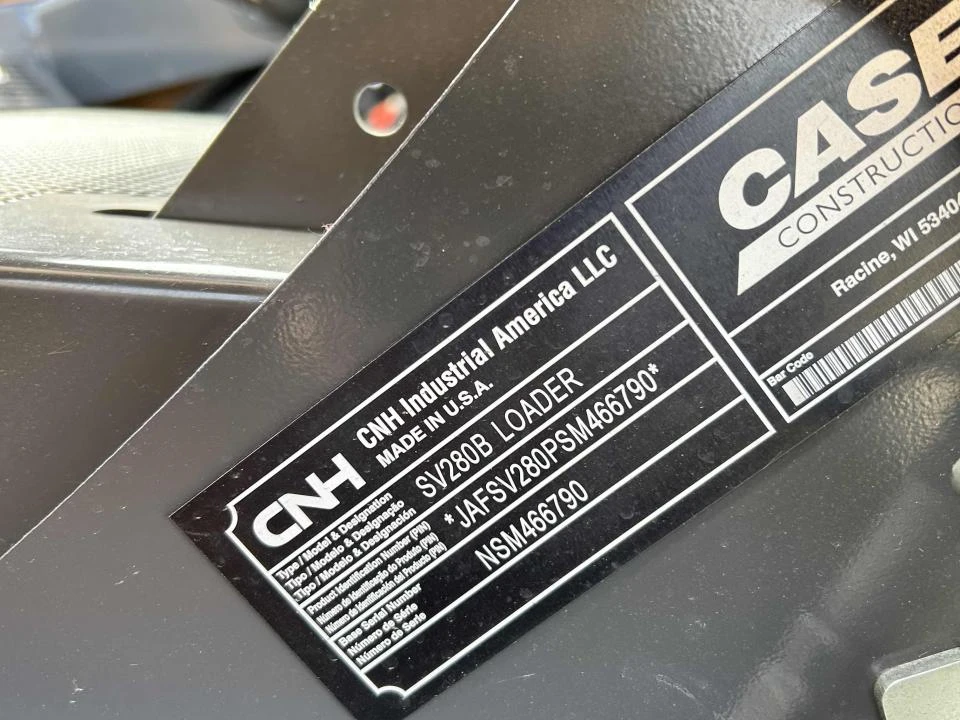 CNH
CNH Industrial America LLC
MADE IN U.S.A.
Type / Model & Designation
Tipo / Modelo & Designação
Tipo / Modelo & Designación
SV280B LOADER
Product Identification Number (PIN)
Número de Identificação do Produto (PIN)
Número de Identificación del Producto (PIN)
*JAFSV280PSM466790*
Base Serial Number
Número de Série
Número de Serie
NSM466790
CASE
CONSTRUCTIO
Racine, WI 5340
Bar Code